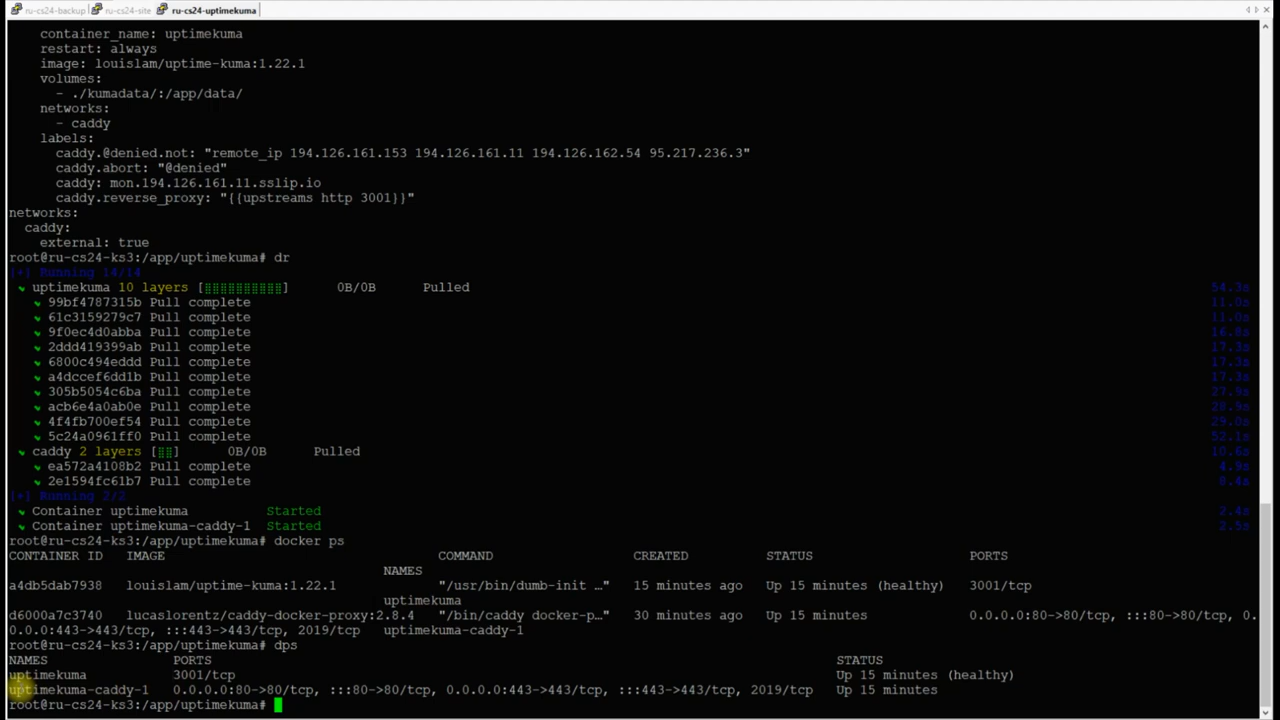 ru-cs24-backup ru-cs24-site ru-cs24-uptimekuma
container_name: uptimekuma
restart: always
image: louislam/uptime-kuma:1.22.1
volumes:
- ./kumadata/:/app/data/
networks:
- caddy
labels:
caddy.@denied.not: "remote_ip 194.126.161.153 194.126.161.11 194.126.162.54 95.217.236.3"
caddy.abort: "@denied"
caddy: mon.194.126.161.11.sslip.io
caddy.reverse_proxy: "{{upstreams http 3001}}"
networks:
caddy:
external: true
root@ru-cs24-ks3:/app/uptimekuma# dr
[+] Running 14/14
uptimekuma 10 layers [⣿⣿⣿⣿⣿⣿⣿⣿⣿⣿] 0B/0B Pulled 54.3s
99bf4787315b Pull complete 11.0s
61c3159279c7 Pull complete 11.0s
9f0ec4d0abba Pull complete 16.8s
2ddd419399ab Pull complete 17.3s
6800c494eddd Pull complete 17.3s
a4dccef6dd1b Pull complete 17.3s
305b5054c6ba Pull complete 27.9s
acb6e4a0ab0e Pull complete 28.9s
4f4fb700ef54 Pull complete 29.0s
5c24a0961ff0 Pull complete 52.1s
caddy 2 layers [⣿⣿] 0B/0B Pulled 10.6s
ea572a4108b2 Pull complete 4.9s
2e1594fc61b7 Pull complete 8.4s
[+] Running 2/2
Container uptimekuma Started 2.4s
Container uptimekuma-caddy-1 Started 2.5s
root@ru-cs24-ks3:/app/uptimekuma# docker ps
CONTAINER ID IMAGE COMMAND CREATED STATUS PORTS
NAMES
a4db5dab7938 louislam/uptime-kuma:1.22.1 "/usr/bin/dumb-init …" 15 minutes ago Up 15 minutes (healthy) 3001/tcp
uptimekuma
d6000a7c3740 lucaslorentz/caddy-docker-proxy:2.8.4 "/bin/caddy docker-p…" 30 minutes ago Up 15 minutes 0.0.0.0:80->80/tcp, :::80->80/tcp, 0.
0.0.0:443->443/tcp, :::443->443/tcp, 2019/tcp uptimekuma-caddy-1
root@ru-cs24-ks3:/app/uptimekuma# dps
NAMES PORTS STATUS
uptimekuma 3001/tcp Up 15 minutes (healthy)
uptimekuma-caddy-1 0.0.0.0:80->80/tcp, :::80->80/tcp, 0.0.0.0:443->443/tcp, :::443->443/tcp, 2019/tcp Up 15 minutes
root@ru-cs24-ks3:/app/uptimekuma#